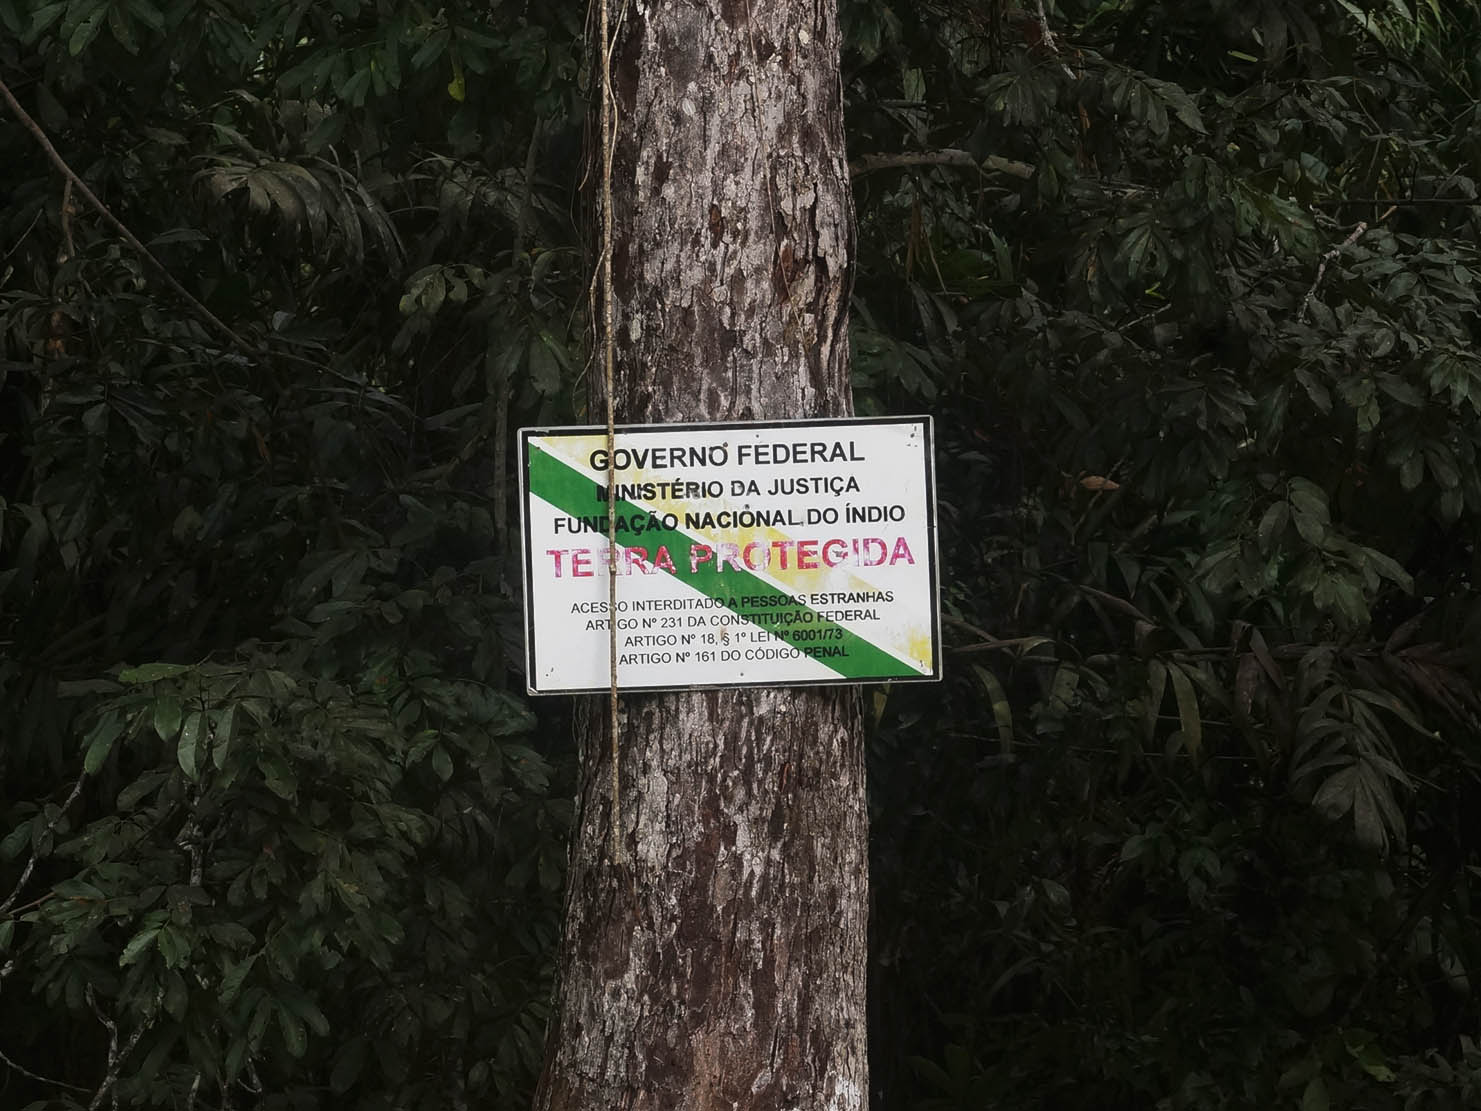 GOVERNO FEDERAL
MINISTÉRIO DA JUSTIÇA
FUNDAÇÃO NACIONAL DO ÍNDIO
TERRA PROTEGIDA
ACESSO INTERDITADO A PESSOAS ESTRANHAS
ARTIGO Nº 231 DA CONSTITUIÇÃO FEDERAL
ARTIGO Nº 18, § 1º LEI Nº 6001/73
ARTIGO Nº 161 DO CÓDIGO PENAL